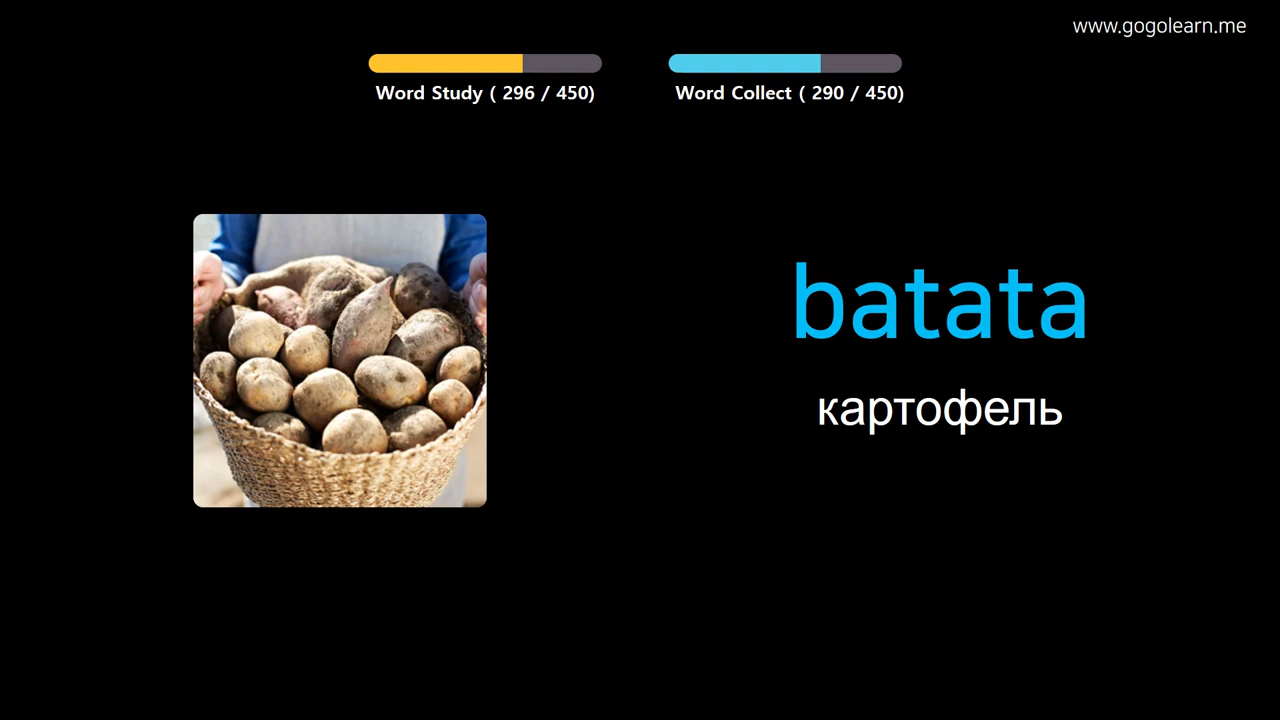 www.gogolearn.me
Word Study ( 296 / 450)
Word Collect ( 290 / 450)
batata
картофель